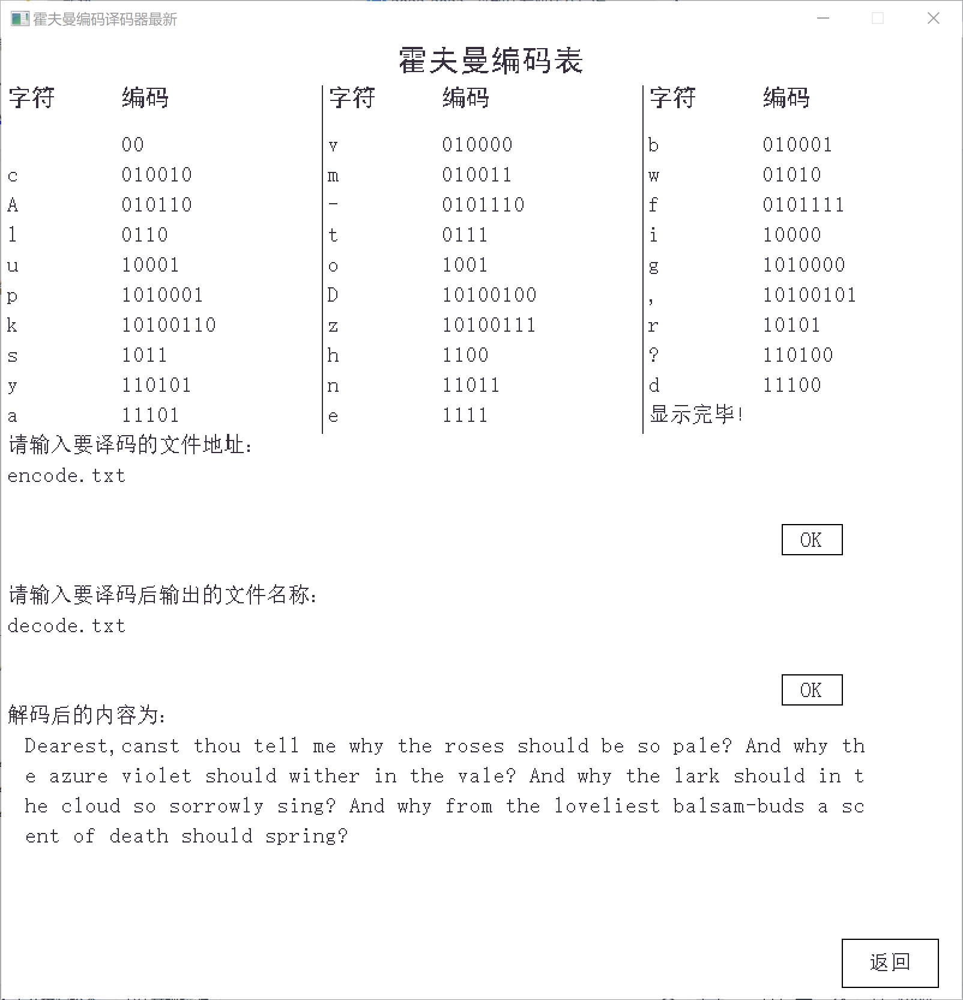 霍夫曼编码译码器最新
霍夫曼编码表
字符 编码 字符 编码 字符 编码
00 v 010000 b 010001
c 010010 m 010011 w 01010
A 010110 - 0101110 f 0101111
l 0110 t 0111 i 10000
u 10001 o 1001 g 1010000
p 1010001 D 10100100 , 10100101
k 10100110 z 10100111 r 10101
s 1011 h 1100 ? 110100
y 110101 n 11011 d 11100
a 11101 e 1111 显示完毕!
请输入要译码的文件地址:
encode.txt
OK
请输入要译码后输出的文件名称:
decode.txt
OK
解码后的内容为:
Dearest,canst thou tell me why the roses should be so pale? And why th
e azure violet should wither in the vale? And why the lark should in t
he cloud so sorrowly sing? And why from the loveliest balsam-buds a sc
ent of death should spring?
返回